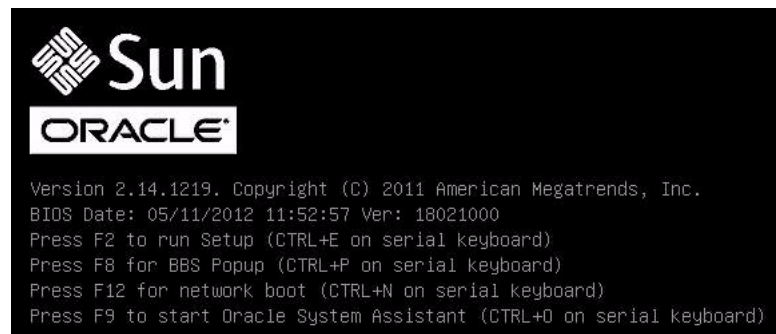 Sun
ORACLE
Version 2.14.1219. Copyright (C) 2011 American Megatrends, Inc.
BIOS Date: 05/11/2012 11:52:57 Ver: 18021000
Press F2 to run Setup (CTRL+E on serial keyboard)
Press F8 for BBS Popup (CTRL+P on serial keyboard)
Press F12 for network boot (CTRL+N on serial keyboard)
Press F9 to start Oracle System Assistant (CTRL+O on serial keyboard)